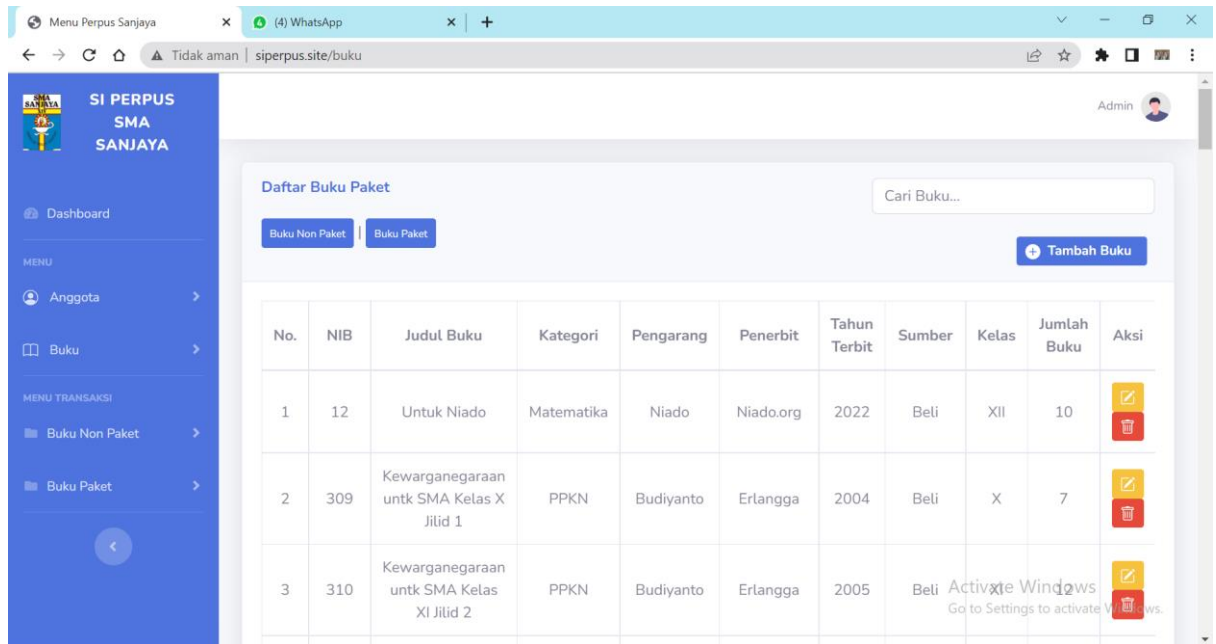 Menu Perpus Sanjaya
(4) WhatsApp
Tidak aman | siperpus.site/buku
SMA
SANJAYA
SI PERPUS
SMA
SANJAYA
Admin
Dashboard
MENU
Anggota
Buku
MENU TRANSAKSI
Buku Non Paket
Buku Paket
Daftar Buku Paket
Cari Buku...
Buku Non Paket | Buku Paket
Tambah Buku
No. NIB Judul Buku Kategori Pengarang Penerbit Tahun Terbit Sumber Kelas Jumlah Buku Aksi
1 12 Untuk Niado Matematika Niado Niado.org 2022 Beli XII 10
2 309 Kewarganegaraan untk SMA Kelas X Jilid 1 PPKN Budiyanto Erlangga 2004 Beli X 7
3 310 Kewarganegaraan untk SMA Kelas XI Jilid 2 PPKN Budiyanto Erlangga 2005 Beli XI 12
Activate Windows
Go to Settings to activate Windows.